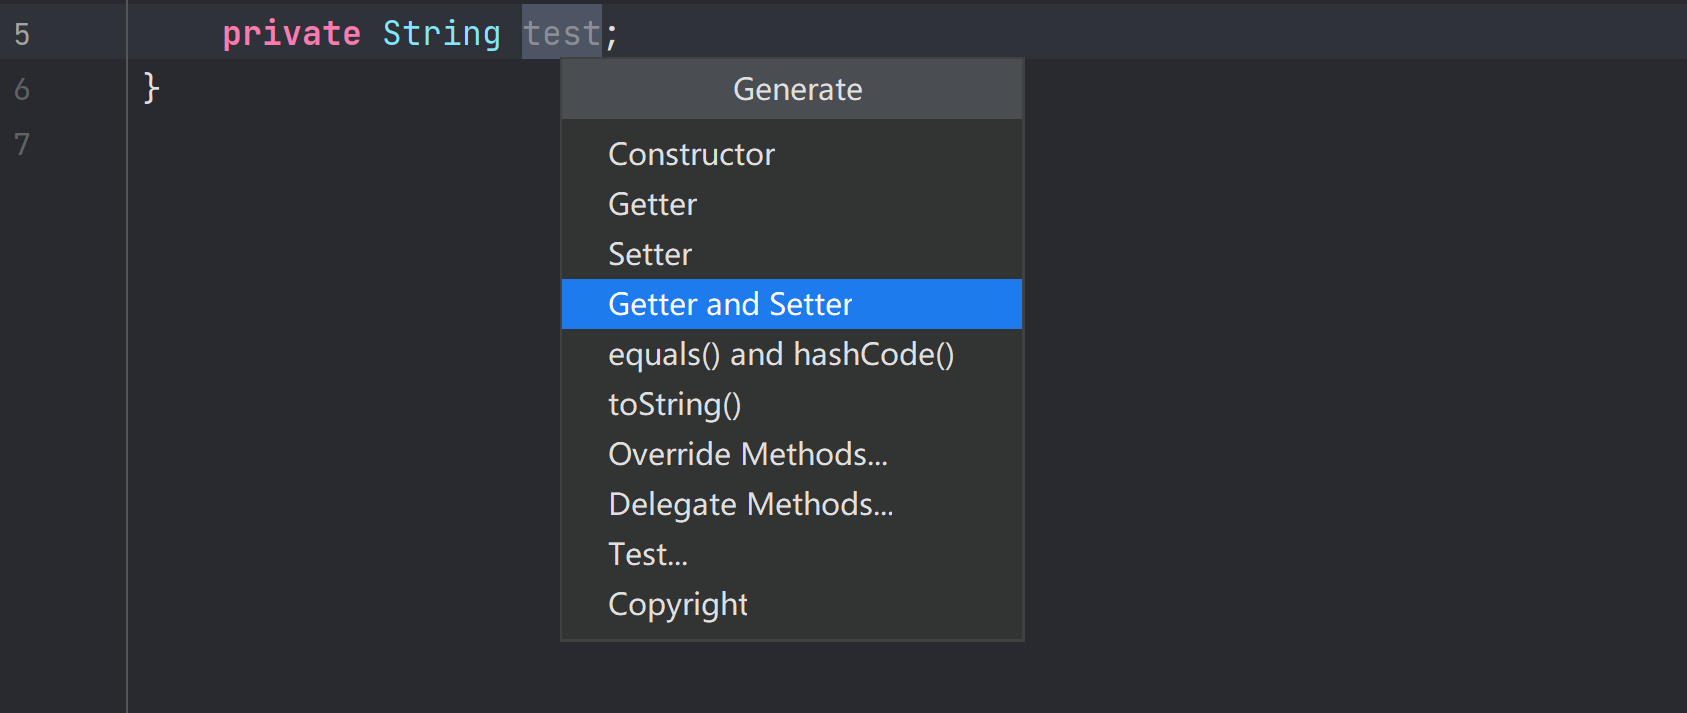 5 private String test;
6 }
7
Generate
Constructor
Getter
Setter
Getter and Setter
equals() and hashCode()
toString()
Override Methods...
Delegate Methods...
Test...
Copyright